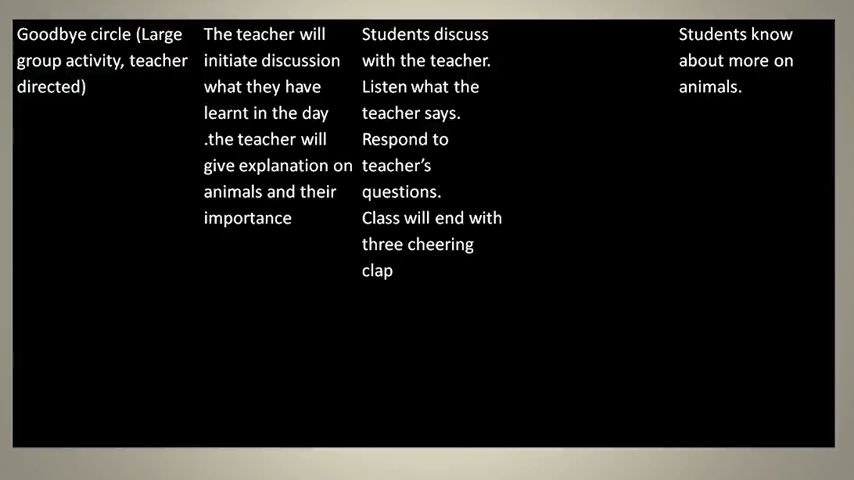 Goodbye circle (Large
group activity, teacher
directed)
The teacher will
initiate discussion
what they have
learnt in the day
.the teacher will
give explanation on
animals and their
importance
Students discuss
with the teacher.
Listen what the
teacher says.
Respond to
teacher’s
questions.
Class will end with
three cheering
clap
Students know
about more on
animals.